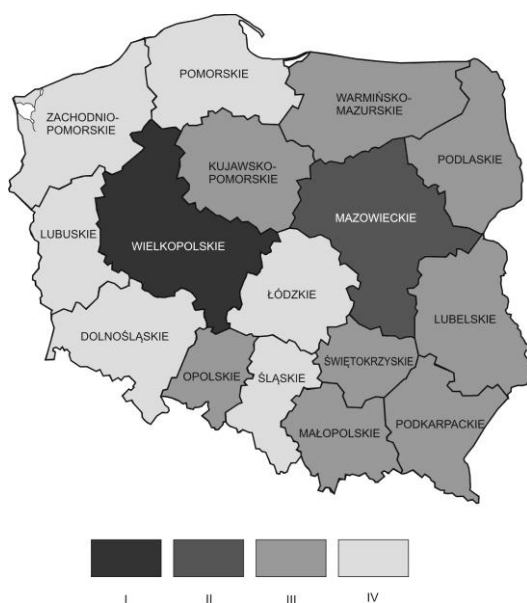 POMORSKIE
WARMIŃSKO-
MAZURSKIE
ZACHODNIO-
POMORSKIE
KUJAWSKO-
POMORSKIE
PODLASKIE
MAZOWIECKIE
LUBUSKIE
WIELKOPOLSKIE
ŁÓDZKIE
DOLNOŚLĄSKIE
LUBELSKIE
ŚWIĘTOKRZYSKIE
OPOLSKIE
ŚLĄSKIE
MAŁOPOLSKIE
PODKARPACKIE
I II III IV